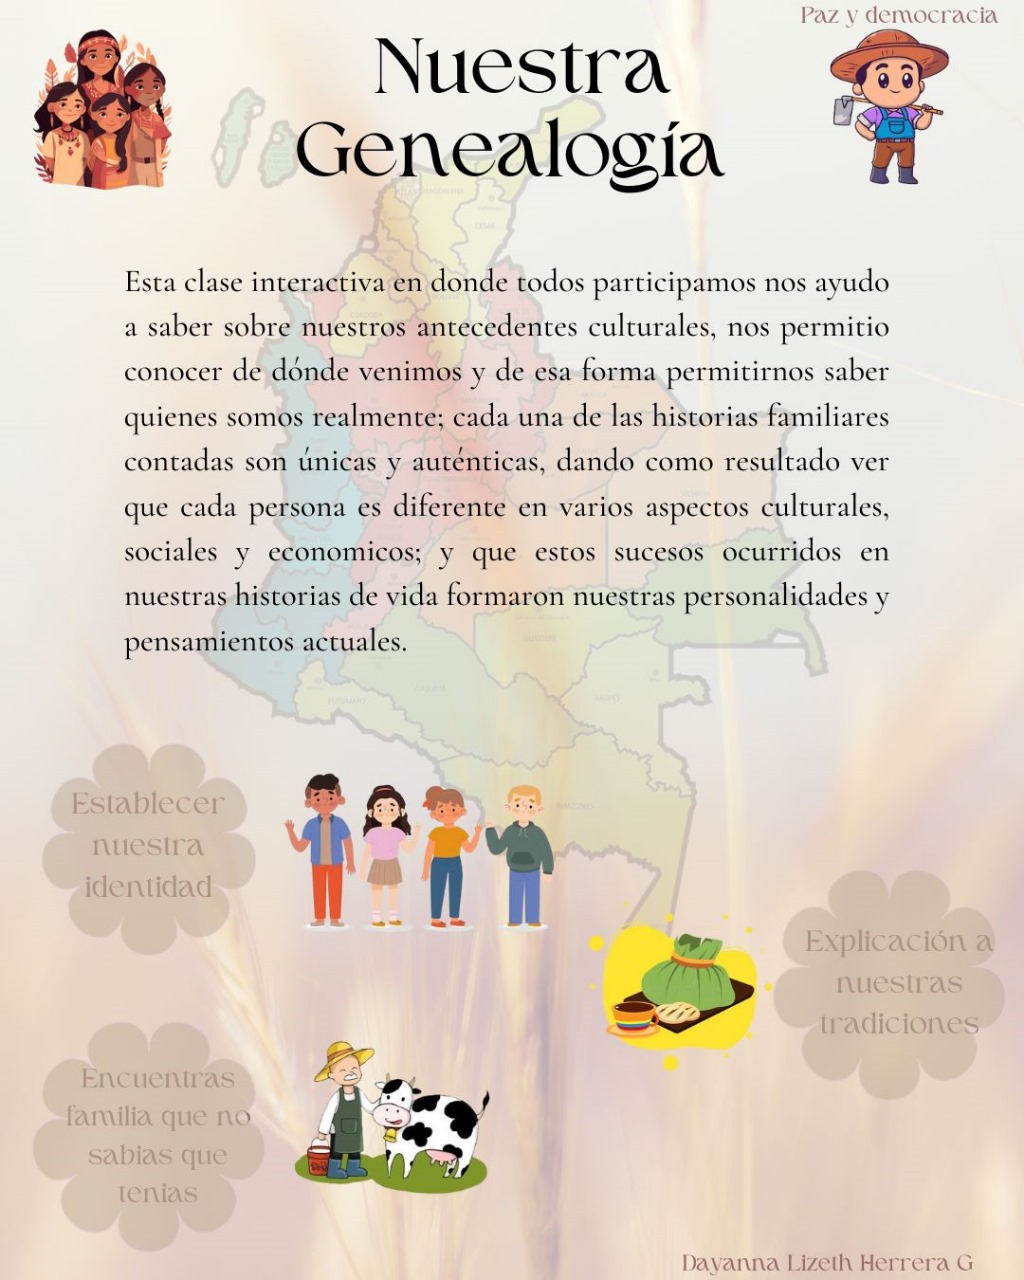 Paz y democracia
Nuestra
Genealogía
Esta clase interactiva en donde todos participamos nos ayudo
a saber sobre nuestros antecedentes culturales, nos permitio
conocer de dónde venimos y de esa forma permitirnos saber
quienes somos realmente; cada una de las historias familiares
contadas son únicas y auténticas, dando como resultado ver
que cada persona es diferente en varios aspectos culturales,
sociales y economicos; y que estos sucesos ocurridos en
nuestras historias de vida formaron nuestras personalidades y
pensamientos actuales.
Establecer
nuestra
identidad
Explicación a
nuestras
tradiciones
Encuentras
familia que no
sabias que
tenias
Dayanna Lizeth Herrera G